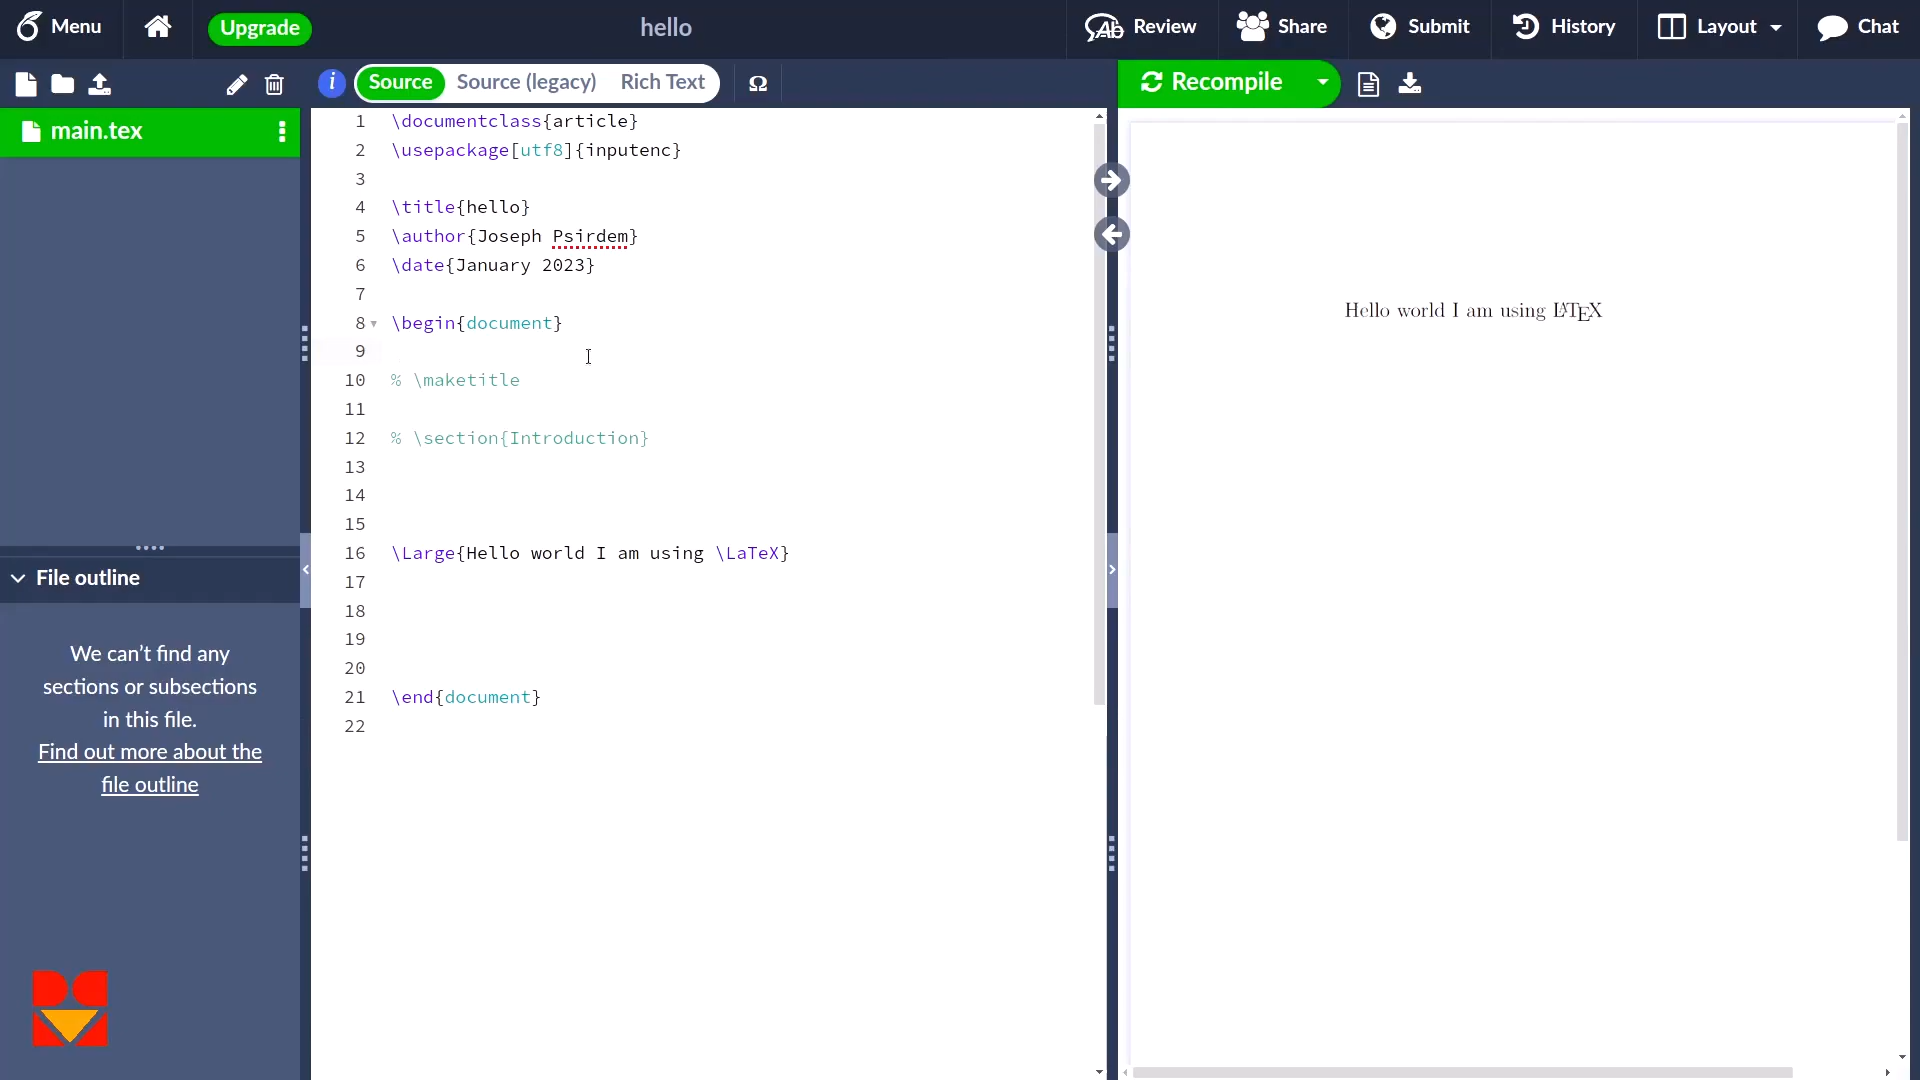 Menu
Upgrade
hello
Review
Share
Submit
History
Layout
Chat
i
Source
Source (legacy)
Rich Text
Ω
Recompile
main.tex
1 \documentclass{article}
2 \usepackage[utf8]{inputenc}
3
4 \title{hello}
5 \author{Joseph Psirdem}
6 \date{January 2023}
7
8 \begin{document}
9
10 % \maketitle
11
12 % \section{Introduction}
13
14
15
16 \Large{Hello world I am using \LaTeX}
17
18
19
20
21 \end{document}
22
File outline
We can’t find any
sections or subsections
in this file.
Find out more about the
file outline
Hello world I am using LATEX